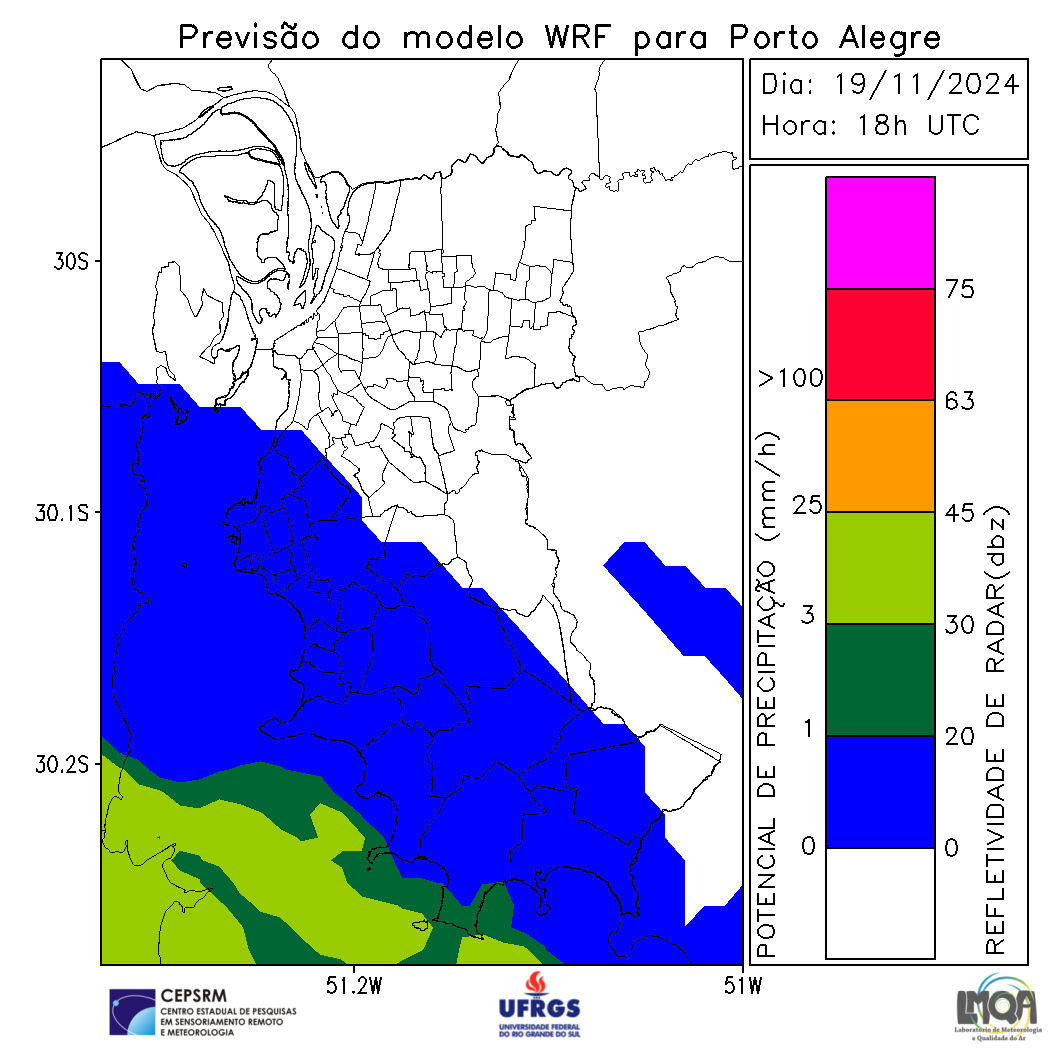 Previsão do modelo WRF para Porto Alegre
Dia: 19/11/2024
Hora: 18h UTC
30S
30.1S
30.2S
51.2W
51W
POTENCIAL DE PRECIPITAÇÃO (mm/h)
>100
25
3
1
0
75
63
45
30
20
0
REFLETIVIDADE DE RADAR(dbz)
CEPSRM
CENTRO ESTADUAL DE PESQUISAS
EM SENSORIAMENTO REMOTO
E METEOROLOGIA
UFRGS
UNIVERSIDADE FEDERAL
DO RIO GRANDE DO SUL
LMQA
Laboratório de Meteorologia
e Qualidade do Ar